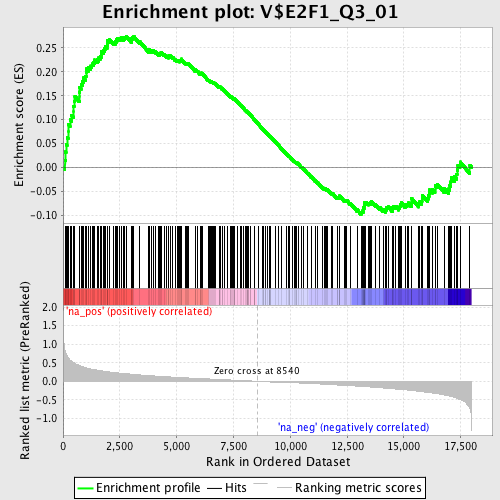 Enrichment plot: V$E2F1_Q3_01
Enrichment score (ES)
0.25
0.20
0.15
0.10
0.05
0.00
-0.05
-0.10
'na_pos' (positively correlated)
Ranked list metric (PreRanked)
2.0
1.5
1.0
0.5
0.0
-0.5
-1.0
Zero cross at 8540
'na_neg' (negatively correlated)
0
2,500
5,000
7,500
10,000
12,500
15,000
17,500
Rank in Ordered Dataset
Enrichment profile
Hits
Ranking metric scores